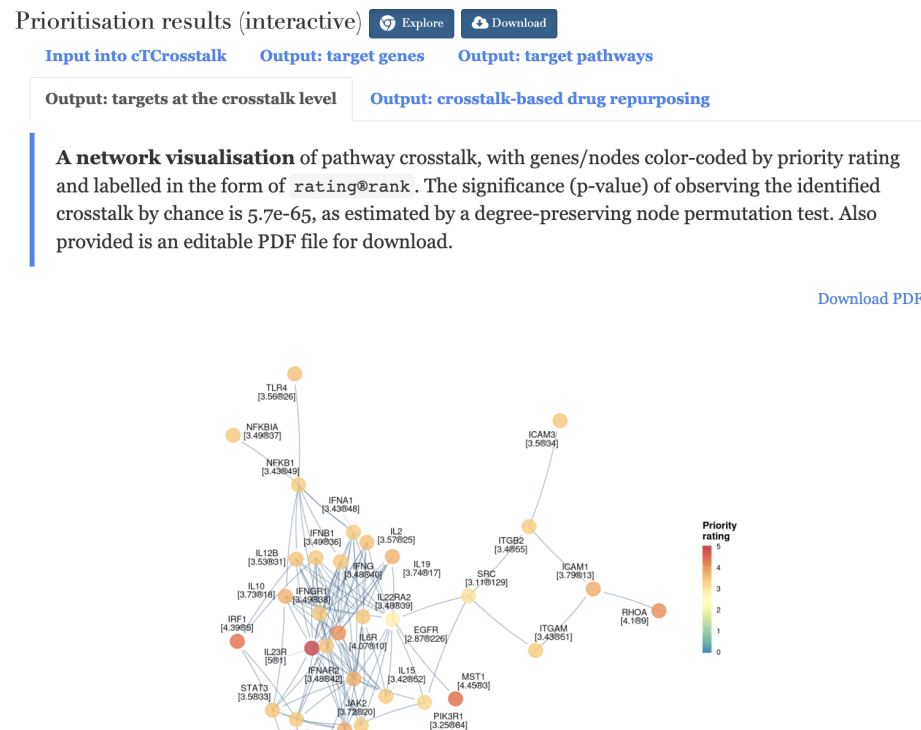 Prioritisation results (interactive) Explore Download
Input into cTCrosstalk Output: target genes Output: target pathways
Output: targets at the crosstalk level Output: crosstalk-based drug repurposing
A network visualisation of pathway crosstalk, with genes/nodes color-coded by priority rating
and labelled in the form of rating®rank. The significance (p-value) of observing the identified
crosstalk by chance is 5.7e-65, as estimated by a degree-preserving node permutation test. Also
provided is an editable PDF file for download.
Download PDF
TLR4
[3.56®26]
NFKBIA
[3.49®37]
ICAM3
[3.5®34]
NFKB1
[3.43®49]
IFNA1
[3.43®48]
IFNB1
[3.49®36]
IL2
[3.57®25]
ITGB2
[3.4®55]
Priority
rating
5
4
3
2
1
0
IL12B
[3.53®31]
IFNG
[3.48®40]
IL19
[3.74®17]
SRC
[3.11®129]
ICAM1
[3.79®13]
IL10
[3.73®18]
IFNGR1
[3.49®38]
IL22RA2
[3.48®39]
RHOA
[4.1®9]
IRF1
[4.39®5]
EGFR
[2.87®226]
ITGAM
[3.43®51]
IL6R
[4.07®10]
IL23R
[5®1]
IFNAR2
[3.48®42]
IL15
[3.42®52]
MST1
[4.45®3]
STAT3
[3.5®33]
JAK2
[3.72®20]
PIK3R1
[3.25®84]